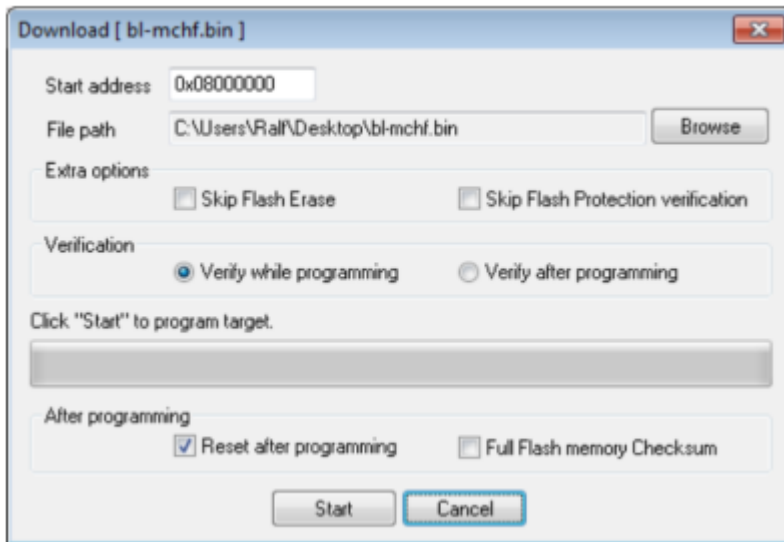 Download [ bl-mchf.bin ]
Start address 0x08000000
File path C:\Users\Ralf\Desktop\bl-mchf.bin Browse
Extra options
Skip Flash Erase Skip Flash Protection verification
Verification
Verify while programming Verify after programming
Click "Start" to program target.
After programming
Reset after programming Full Flash memory Checksum
Start Cancel